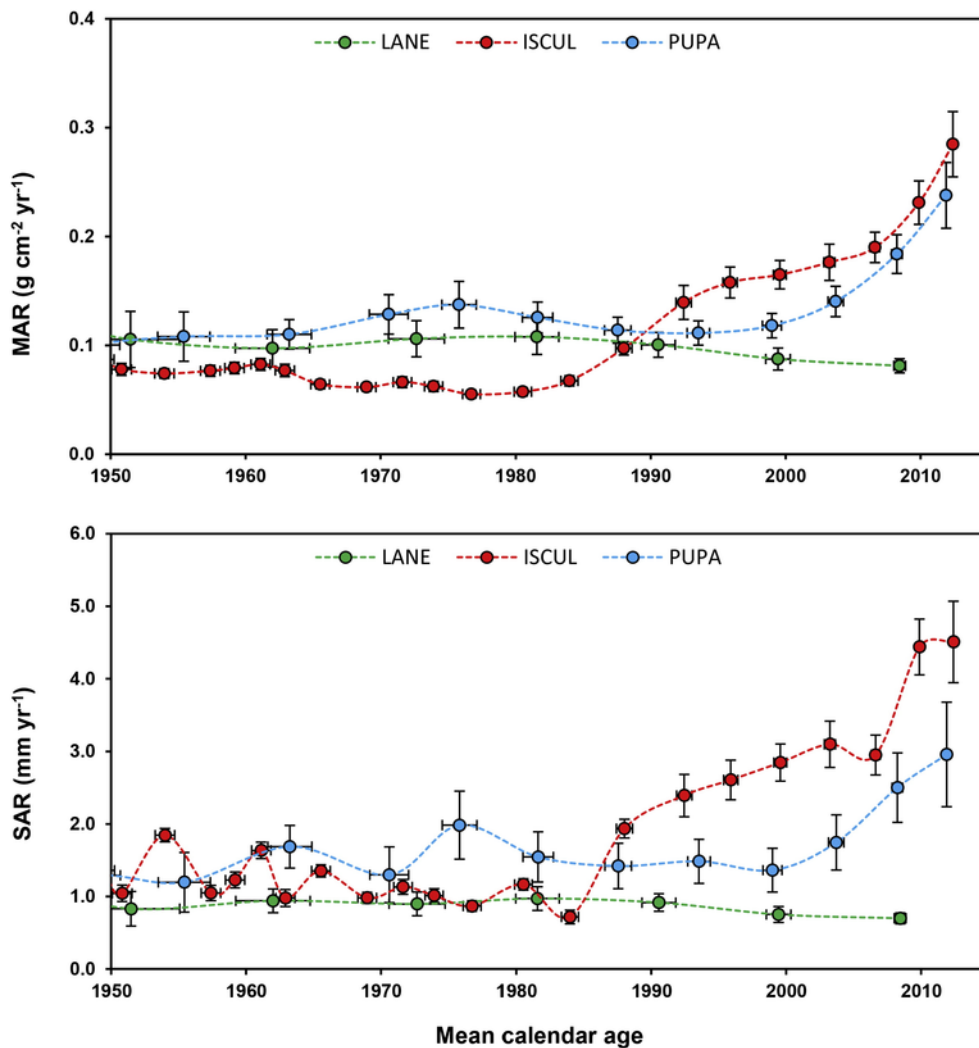 0.4
LANE ISCUL PUPA
0.3
MAR (g cm⁻² yr⁻¹)
0.2
0.1
0.0
1950 1960 1970 1980 1990 2000 2010
6.0
LANE ISCUL PUPA
5.0
4.0
SAR (mm yr⁻¹)
3.0
2.0
1.0
0.0
1950 1960 1970 1980 1990 2000 2010
Mean calendar age